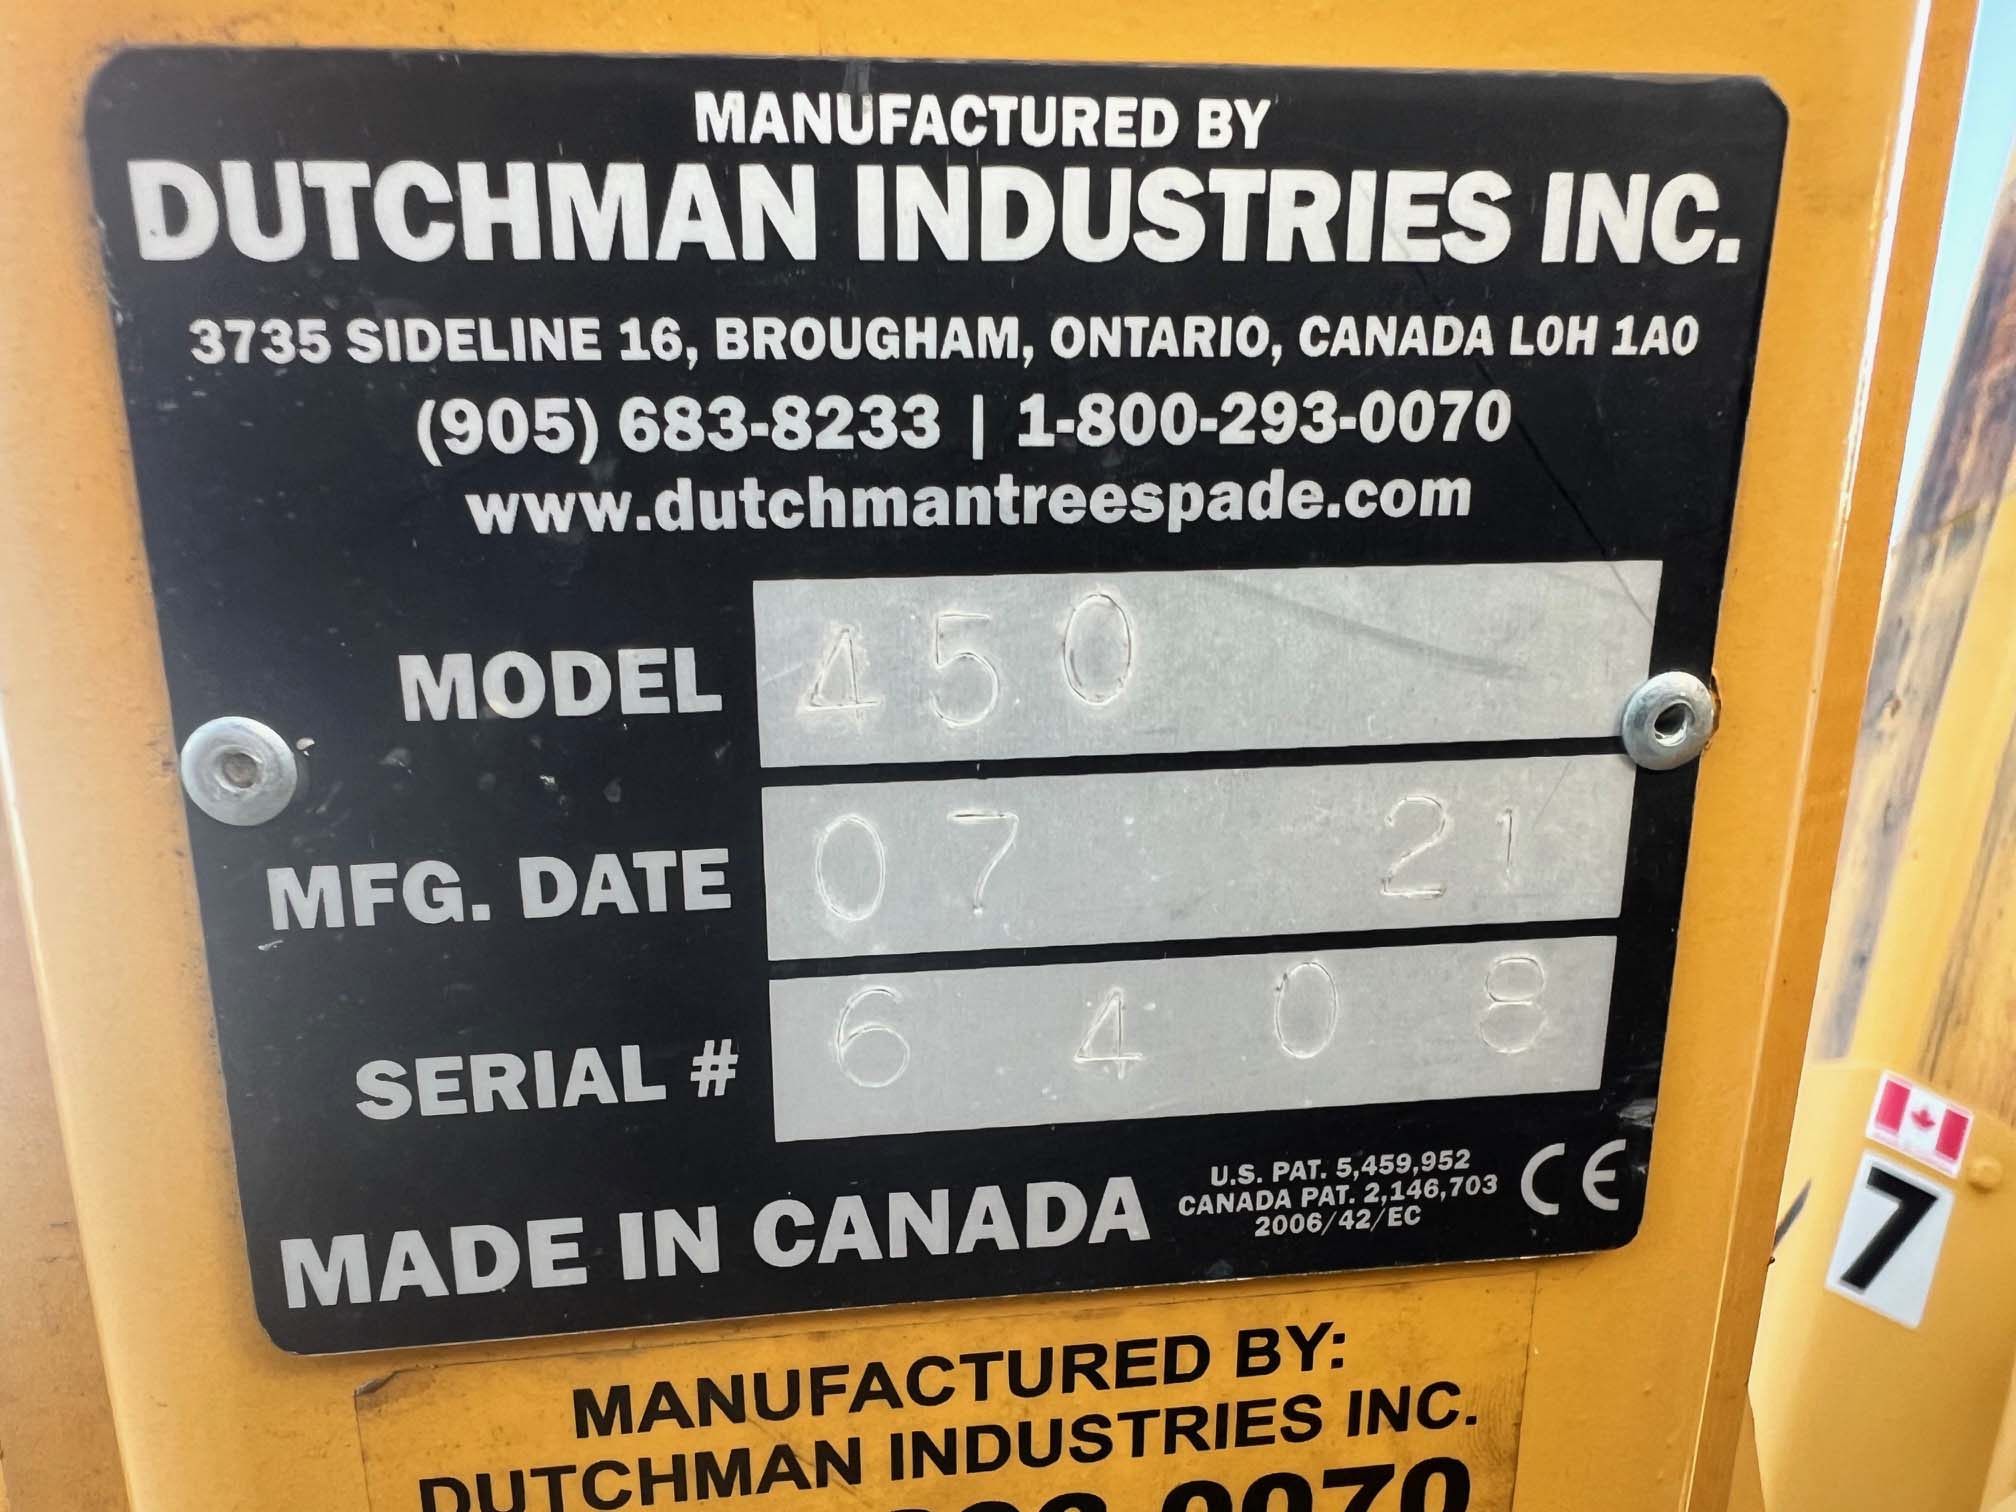 MANUFACTURED BY
DUTCHMAN INDUSTRIES INC.
3735 SIDELINE 16, BROUGHAM, ONTARIO, CANADA L0H 1A0
(905) 683-8233 | 1-800-293-0070
www.dutchmantreespade.com
MODEL 450
MFG. DATE 07 21
SERIAL # 6408
MADE IN CANADA
U.S. PAT. 5,459,952
CANADA PAT. 2,146,703
2006/42/EC
CE
7
MANUFACTURED BY:
DUTCHMAN INDUSTRIES INC.
0070